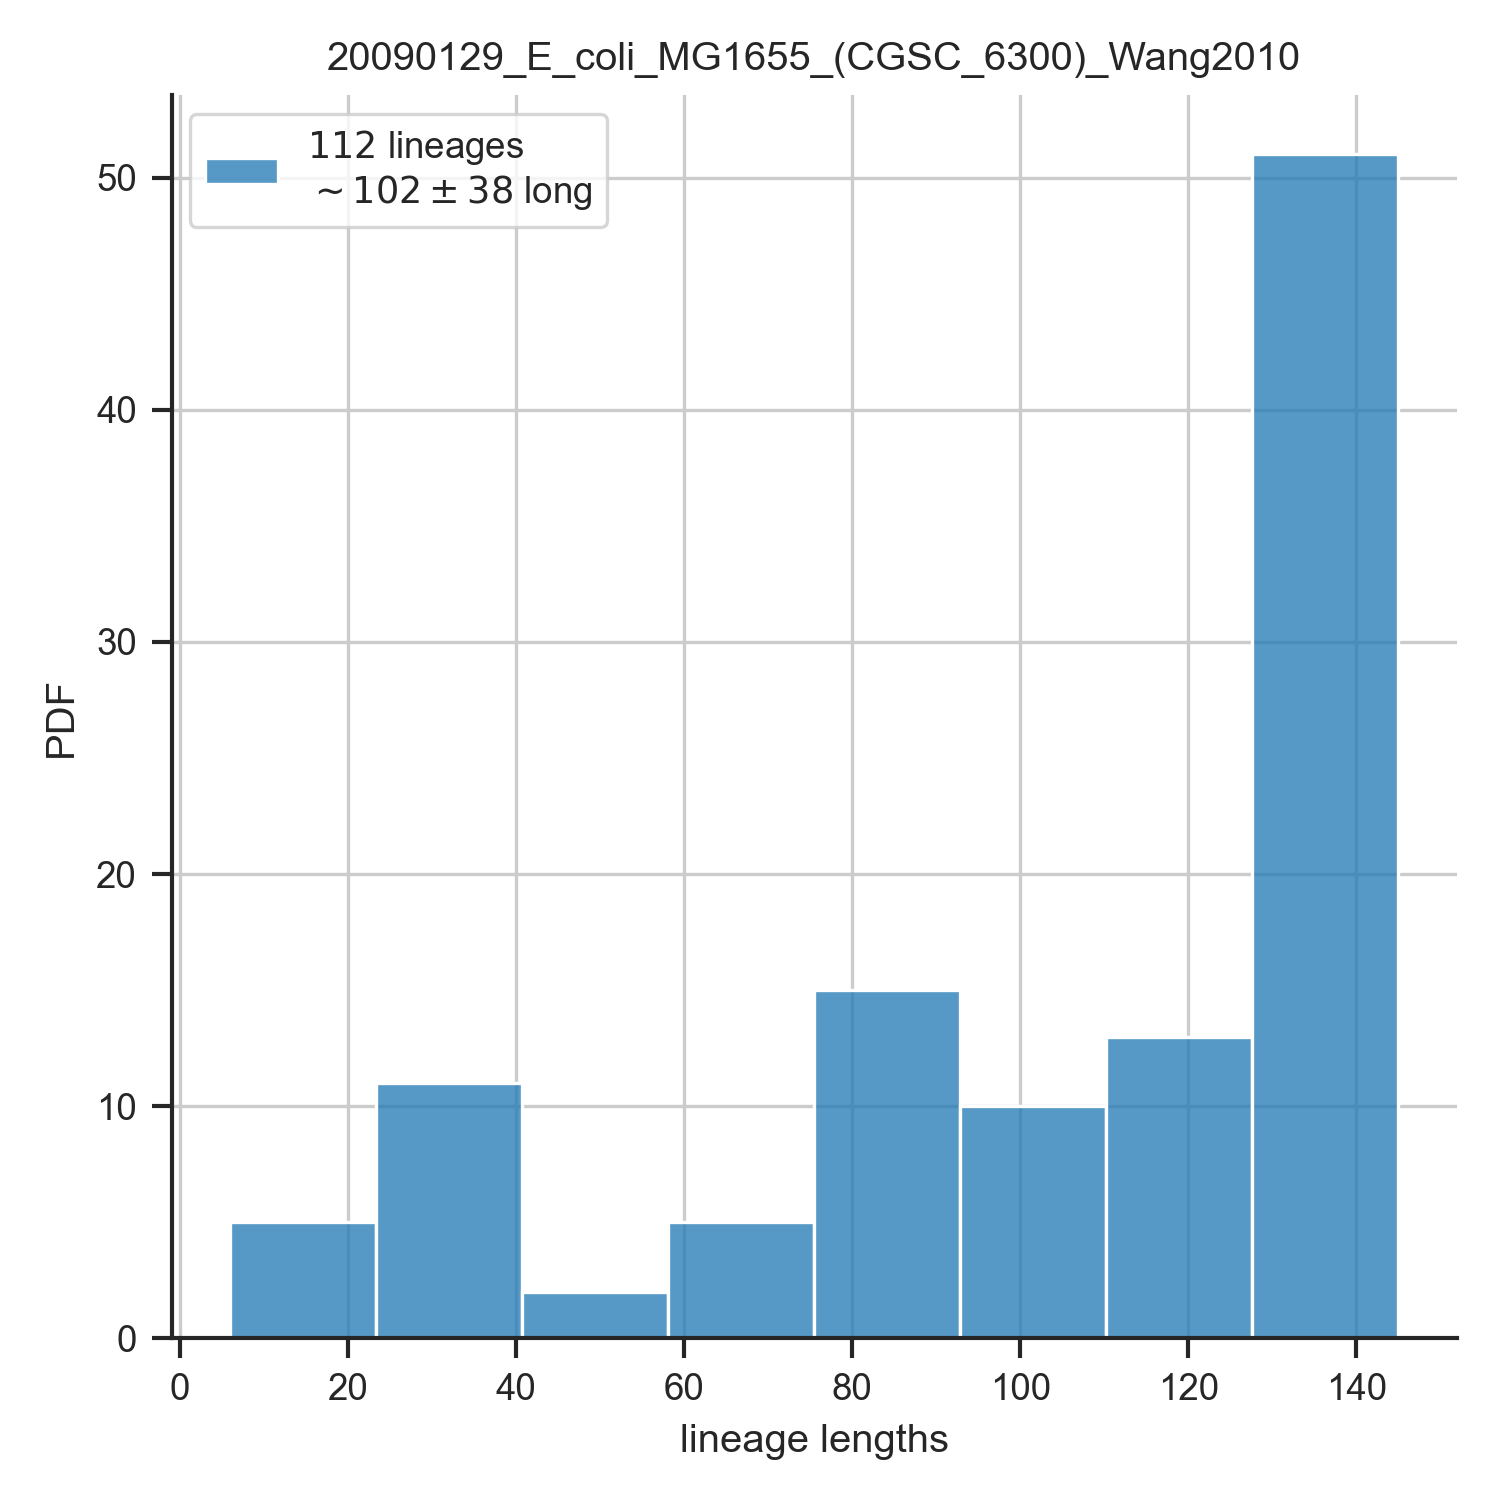 20090129_E_coli_MG1655_(CGSC_6300)_Wang2010
112 lineages
~ 102 ± 38 long
50
40
30
20
10
0
PDF
0 20 40 60 80 100 120 140
lineage lengths